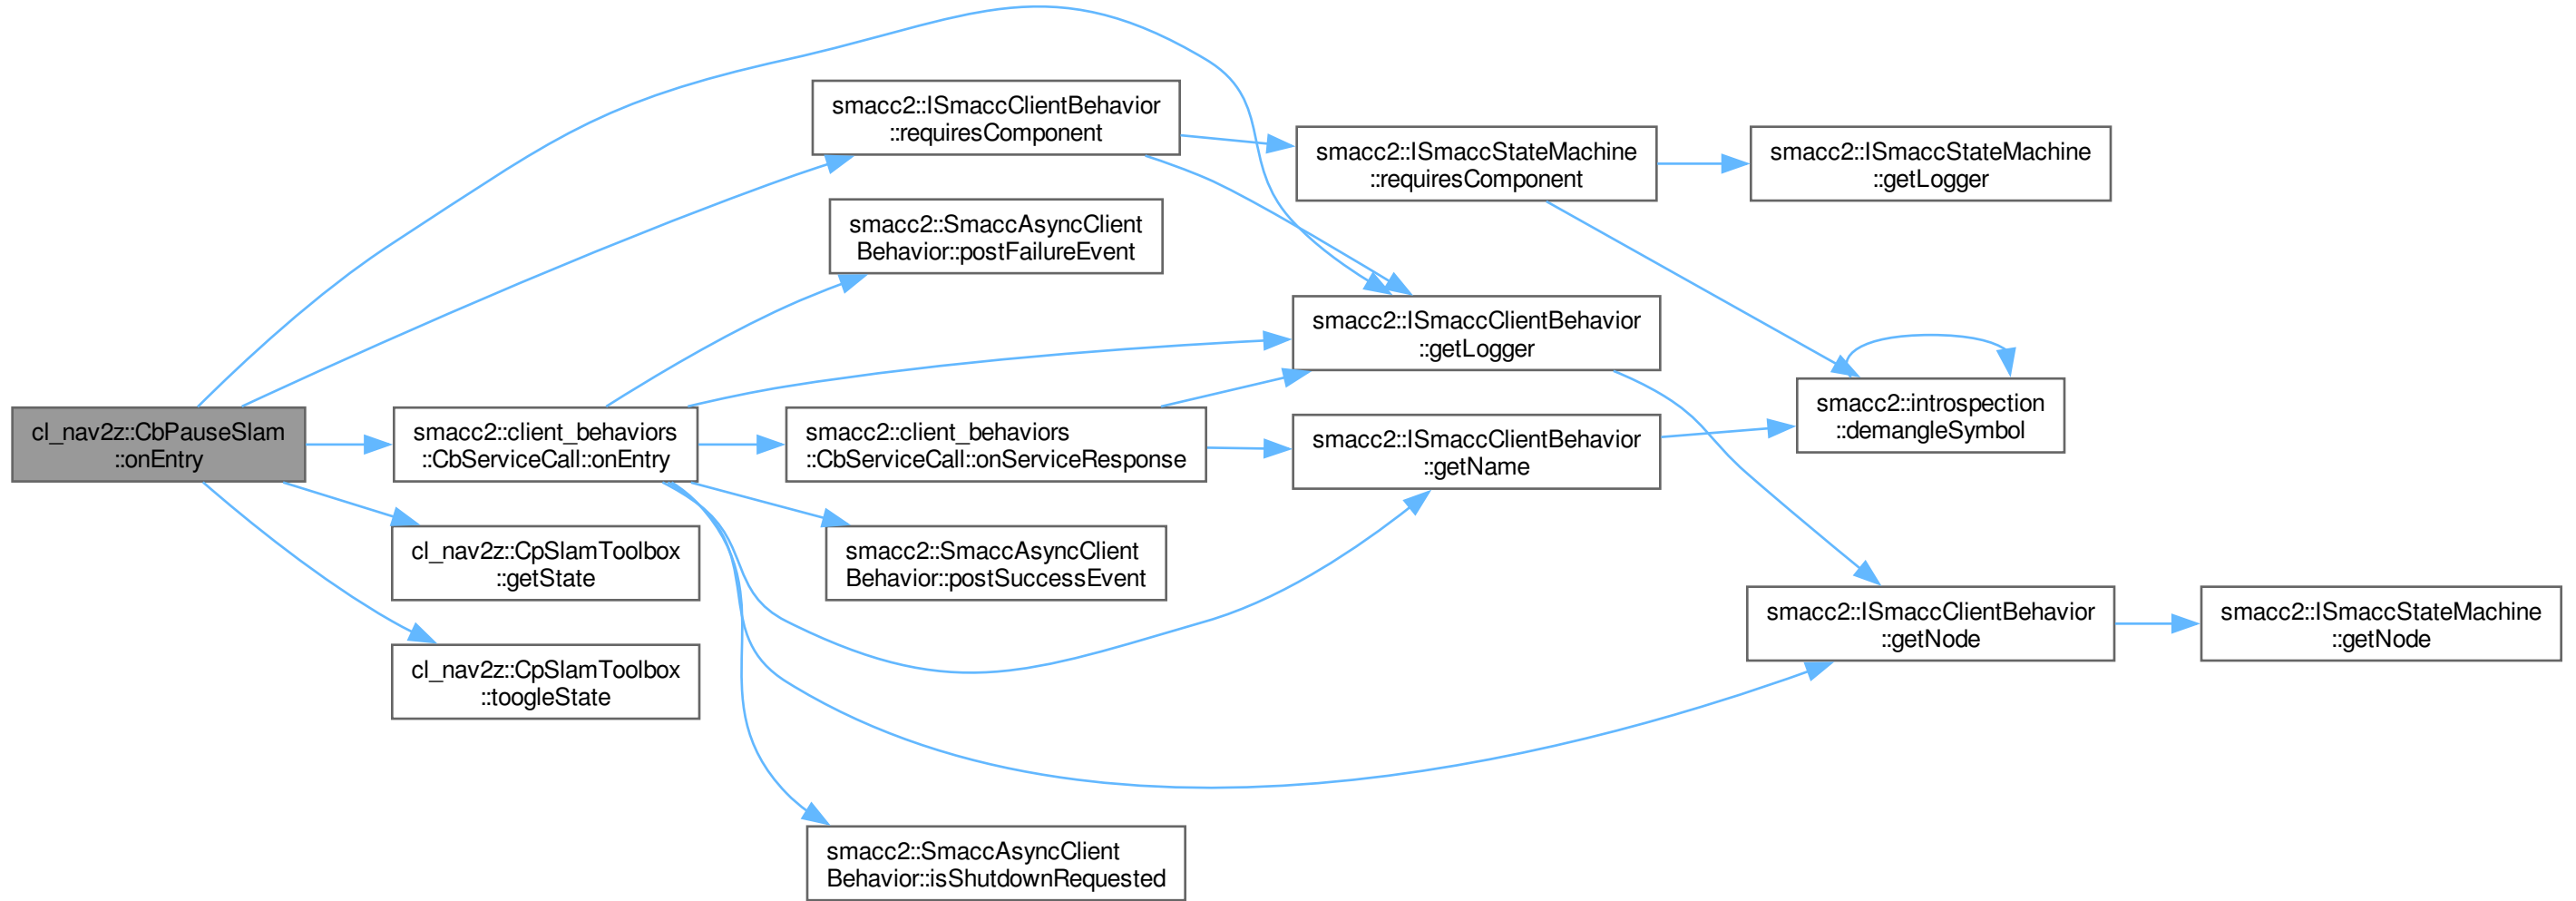 cl_nav2z::CbPauseSlam
::onEntry
smacc2::ISmaccClientBehavior
::requiresComponent
smacc2::SmaccAsyncClient
Behavior::postFailureEvent
smacc2::client_behaviors
::CbServiceCall::onEntry
cl_nav2z::CpSlamToolbox
::getState
cl_nav2z::CpSlamToolbox
::toogleState
smacc2::client_behaviors
::CbServiceCall::onServiceResponse
smacc2::SmaccAsyncClient
Behavior::postSuccessEvent
smacc2::SmaccAsyncClient
Behavior::isShutdownRequested
smacc2::ISmaccStateMachine
::requiresComponent
smacc2::ISmaccClientBehavior
::getLogger
smacc2::ISmaccClientBehavior
::getName
smacc2::ISmaccStateMachine
::getLogger
smacc2::introspection
::demangleSymbol
smacc2::ISmaccClientBehavior
::getNode
smacc2::ISmaccStateMachine
::getNode